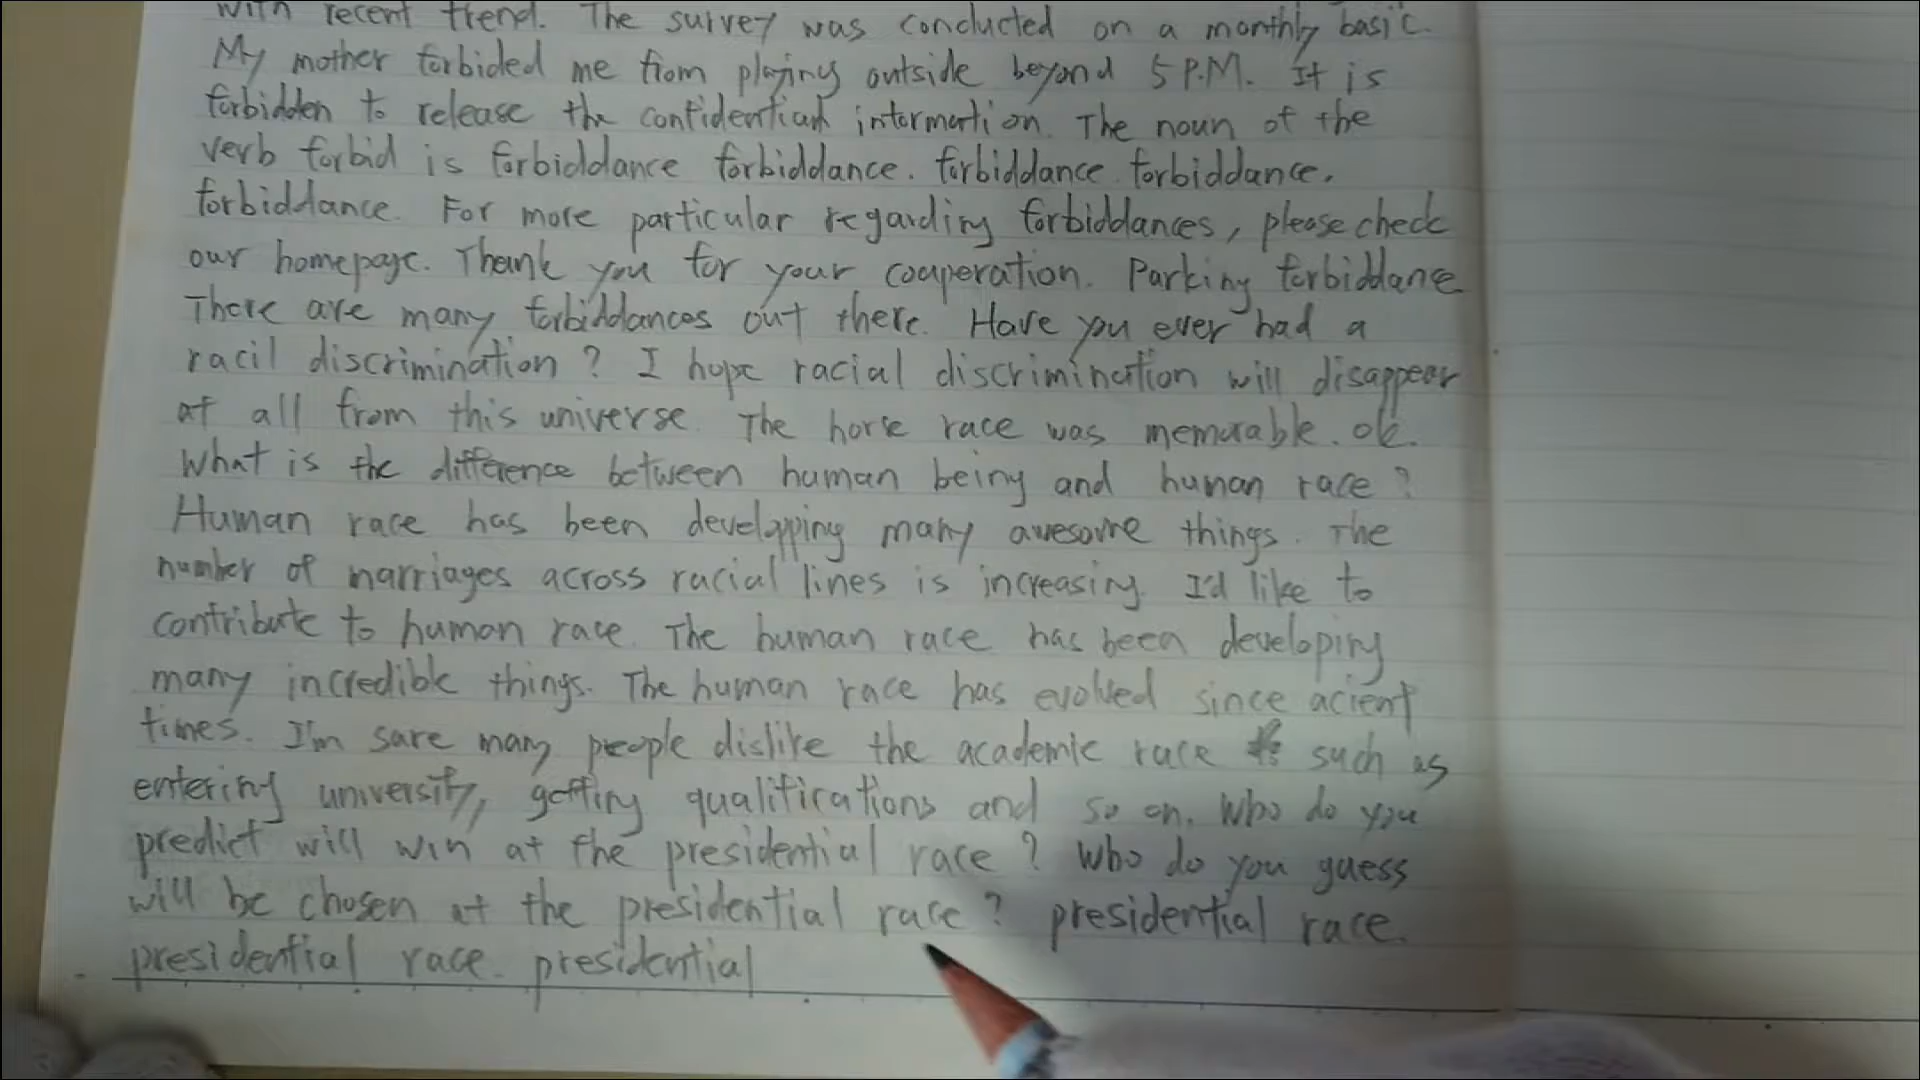 with recent trend. The survey was conducted on a monthly basic.
My mother forbided me from playing outside beyond 5 P.M. It is
forbidden to release the confidential information. The noun of the
verb forbid is forbiddance forbiddance. forbiddance forbiddance.
forbiddance. For more particular regarding forbiddances, please check
our homepage. Thank you for your couperation. Parking forbiddance
There are many forbiddances out there. Have you ever had a
racil discrimination? I hope racial discrimination will disappear
at all from this universe. The horse race was memorable. ok.
What is the difference between human being and human race?
Human race has been developping many awesome things. The
number of marriages across racial lines is increasing. I'd like to
contribute to human race. The human race has been developing
many incredible things. The human race has evolved since acient
times. I'm sure many people dislike the academic race such as
entering university, getting qualifications and so on. Who do you
predict will win at the presidential race? Who do you guess
will be chosen at the presidential race? presidential race.
presidential race. presidential